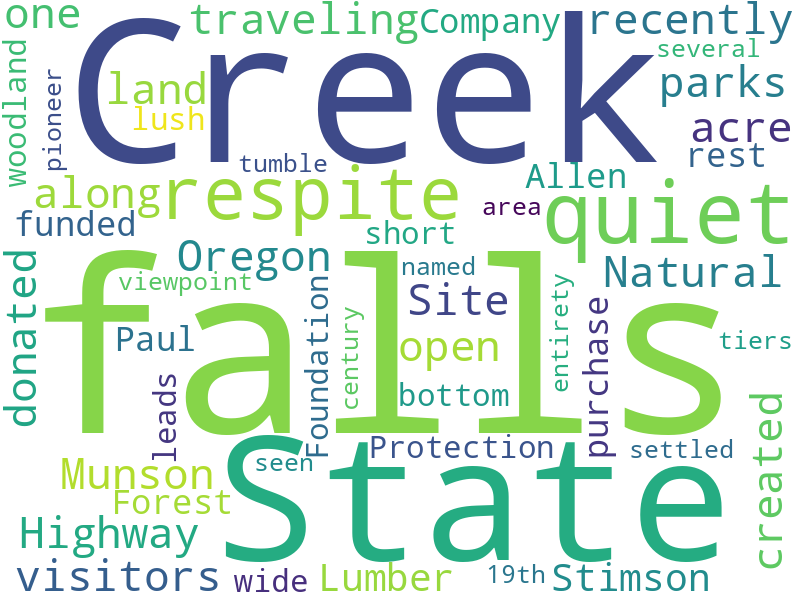 one
traveling
Company
recently
Creek
several
woodland
pioneer
land
lush
parks
acre
rest
tumble
Allen
along
respite
area
quiet
funded
short
Oregon
named
Natural
donated
viewpoint
falls
Foundation
century
Site
entirety
purchase
Paul
open
tiers
leads
bottom
created
State
Protection
settled
Munson
seen
Forest
Highway
visitors
wide
Lumber
19th
Stimson